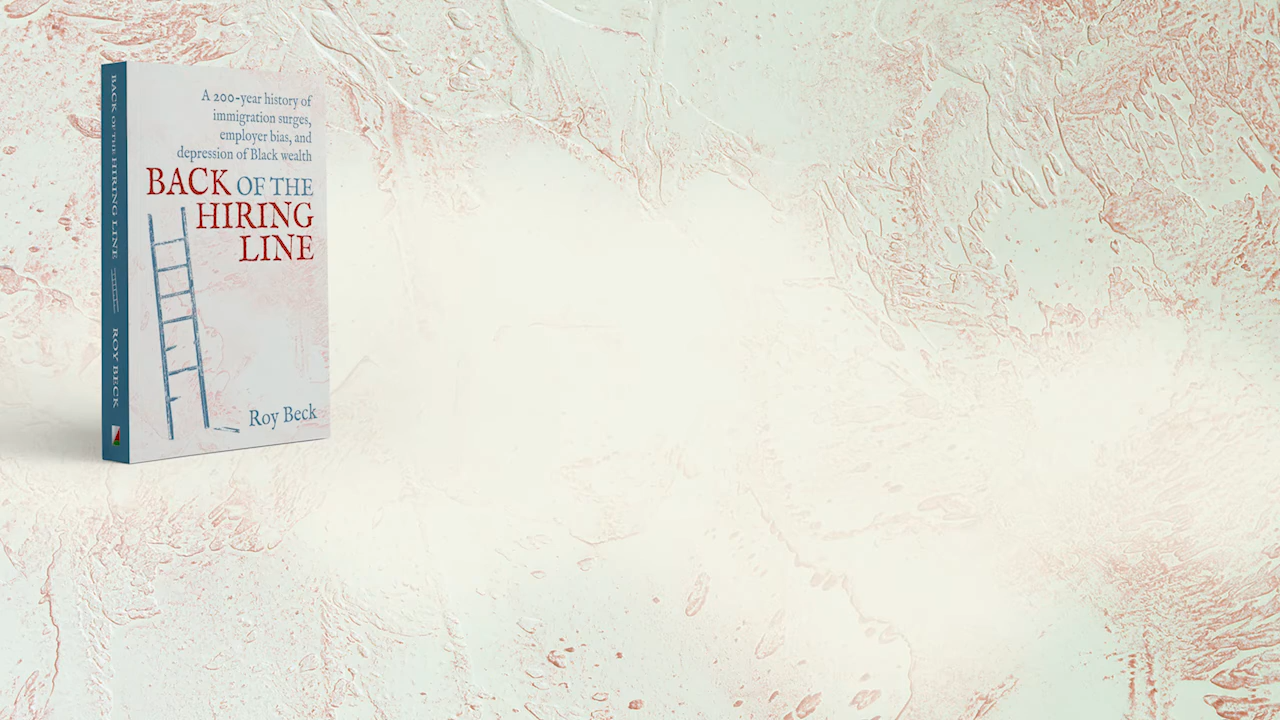 A 200-year history of
immigration surges,
employer bias, and
depression of Black wealth
BACK OF THE
HIRING
LINE
Roy Beck
BACK OF THE HIRING LINE ROY BECK